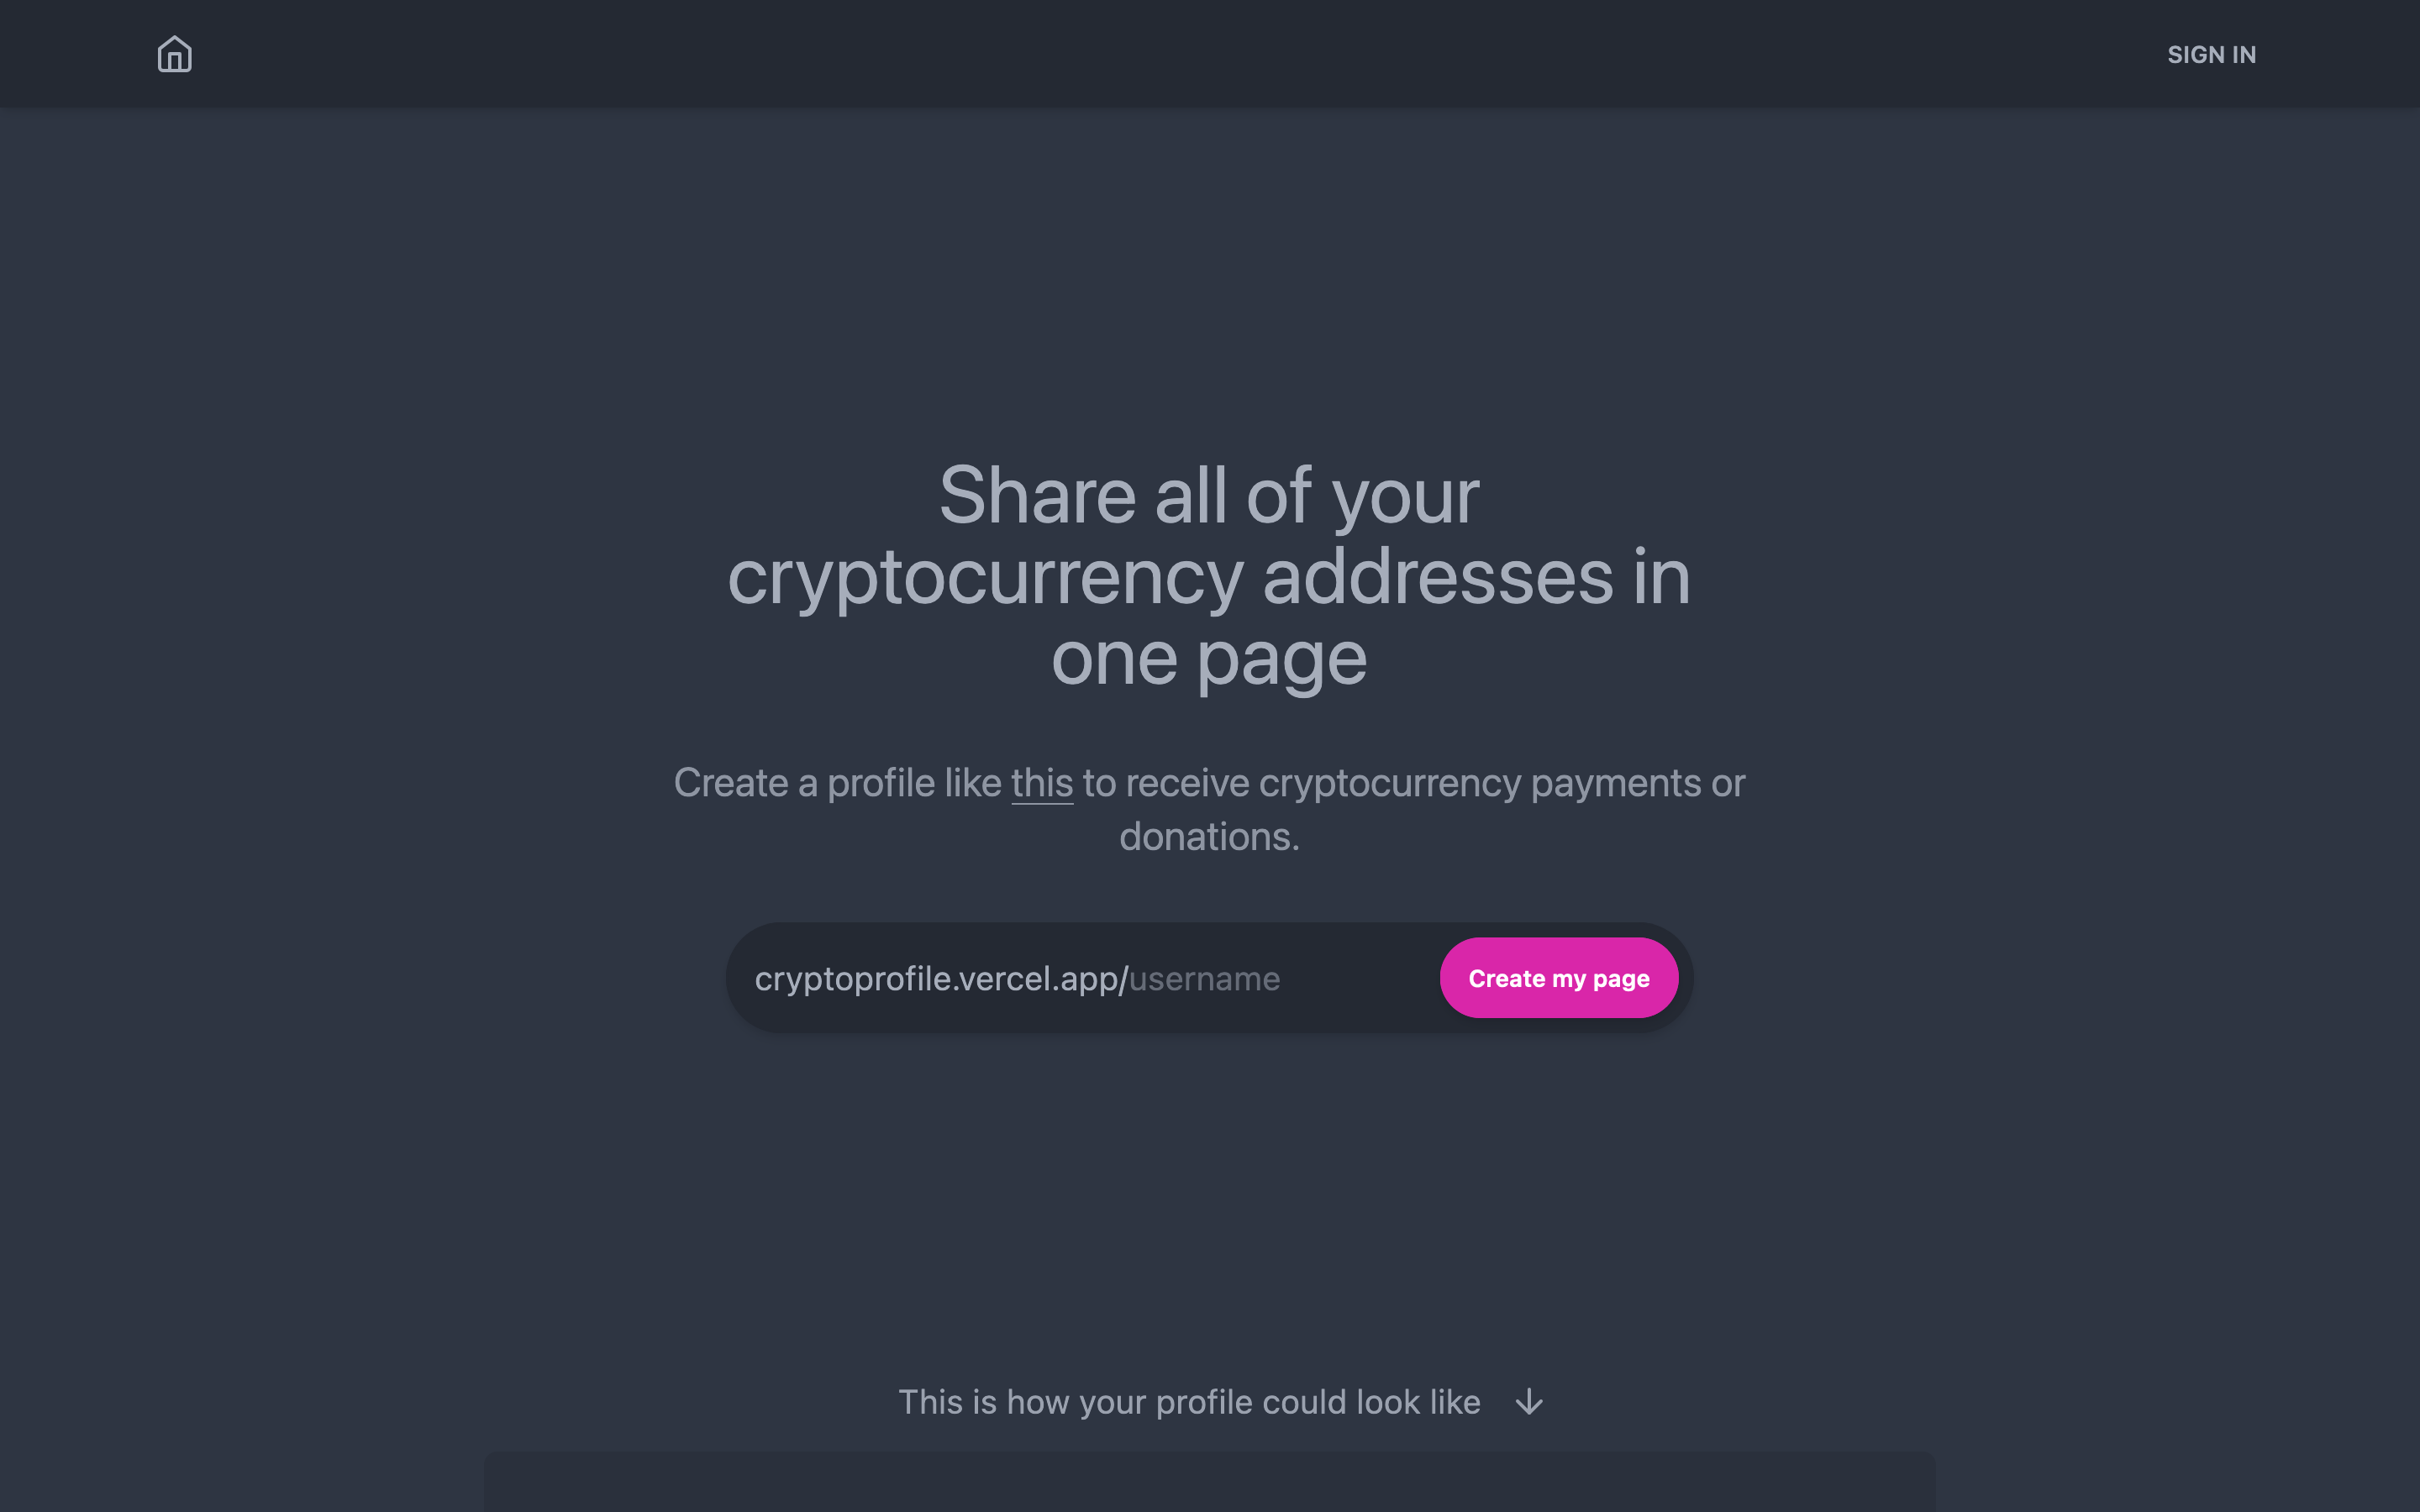 SIGN IN
Share all of your
cryptocurrency addresses in
one page
Create a profile like this to receive cryptocurrency payments or
donations.
cryptoprofile.vercel.app/username
Create my page
This is how your profile could look like